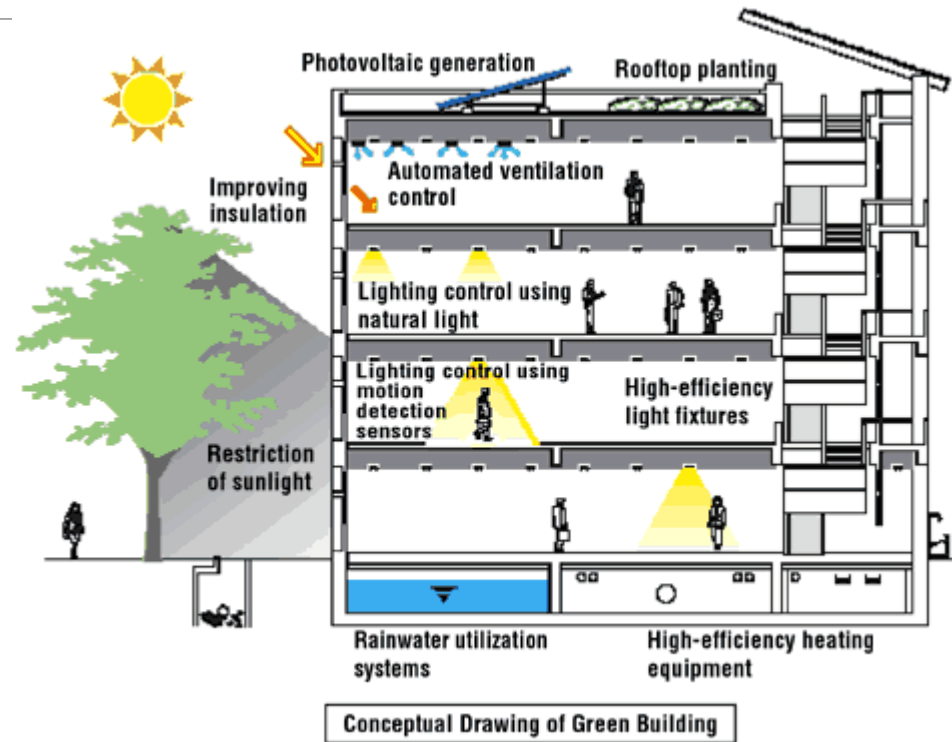 Photovoltaic generation
Rooftop planting
Improving
insulation
Automated ventilation
control
Lighting control using
natural light
Lighting control using
motion
detection
sensors
High-efficiency
light fixtures
Restriction
of sunlight
Rainwater utilization
systems
High-efficiency heating
equipment
Conceptual Drawing of Green Building